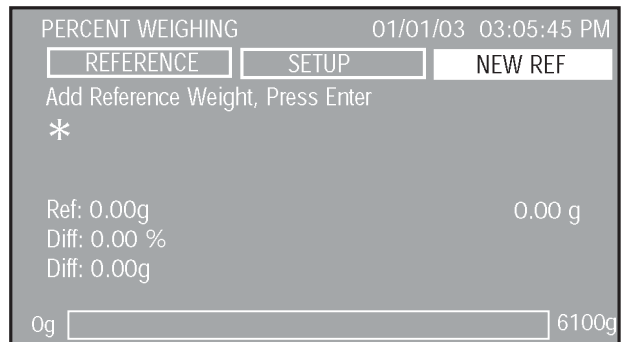 PERCENT WEIGHING 01/01/03 03:05:45 PM
REFERENCE SETUP NEW REF
Add Reference Weight, Press Enter
*
Ref: 0.00g 0.00 g
Diff: 0.00 %
Diff: 0.00g
0g 6100g